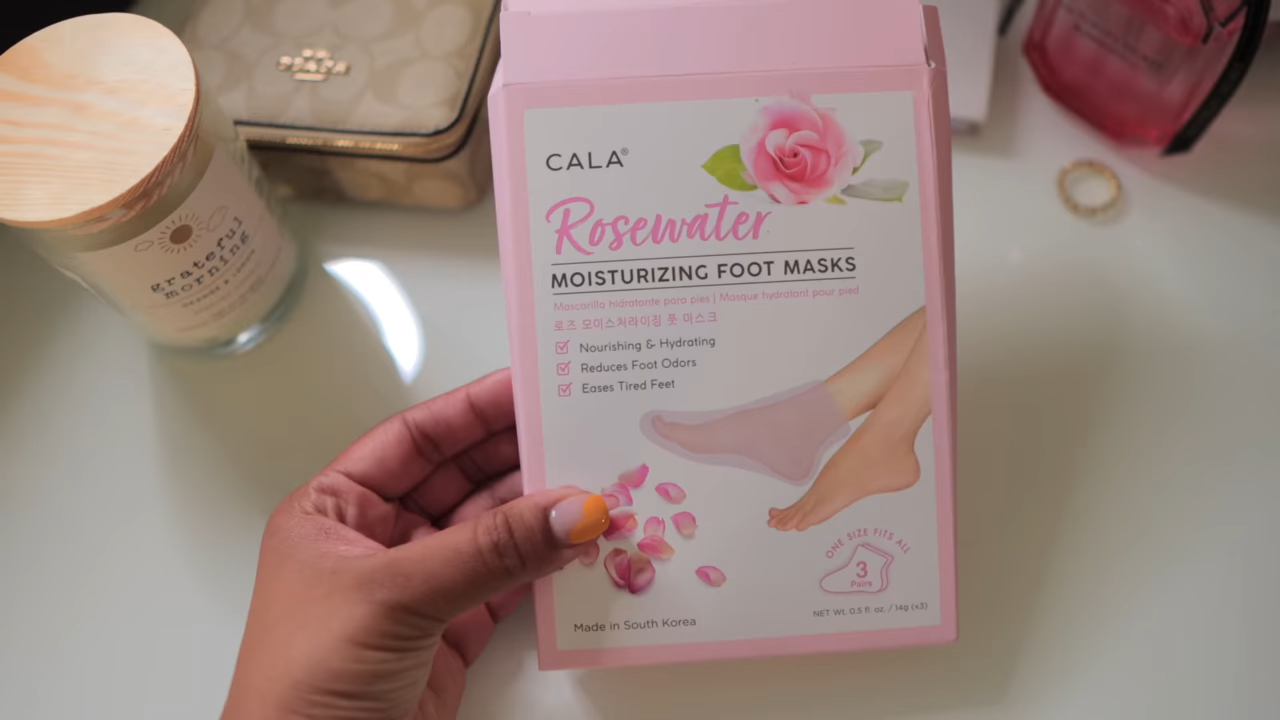 CALA®
Rosewater
MOISTURIZING FOOT MASKS
Mascarilla hidratante para pies | Masque hydratant pour pied
로즈 모이스처라이징 풋 마스크
Nourishing & Hydrating
Reduces Foot Odors
Eases Tired Feet
ONE SIZE FITS ALL
3
Pairs
NET Wt. 0.5 fl. oz. / 14g (x3)
Made in South Korea
grateful
morning
COACH